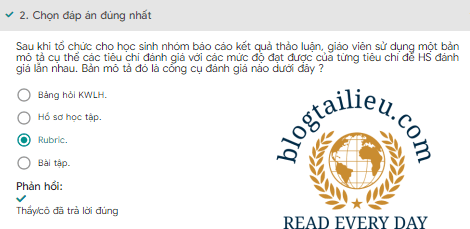 2. Chọn đáp án đúng nhất
Sau khi tổ chức cho học sinh nhóm báo cáo kết quả thảo luận, giáo viên sử dụng một bản
mô tả cụ thể các tiêu chí đánh giá với các mức độ đạt được của từng tiêu chí để HS đánh
giá lẫn nhau. Bản mô tả đó là công cụ đánh giá nào dưới đây ?
Bảng hỏi KWLH.
Hồ sơ học tập.
Rubric.
Bài tập.
Phản hồi:
Thầy/cô đã trả lời đúng
blogtailieu.com
READ EVERY DAY